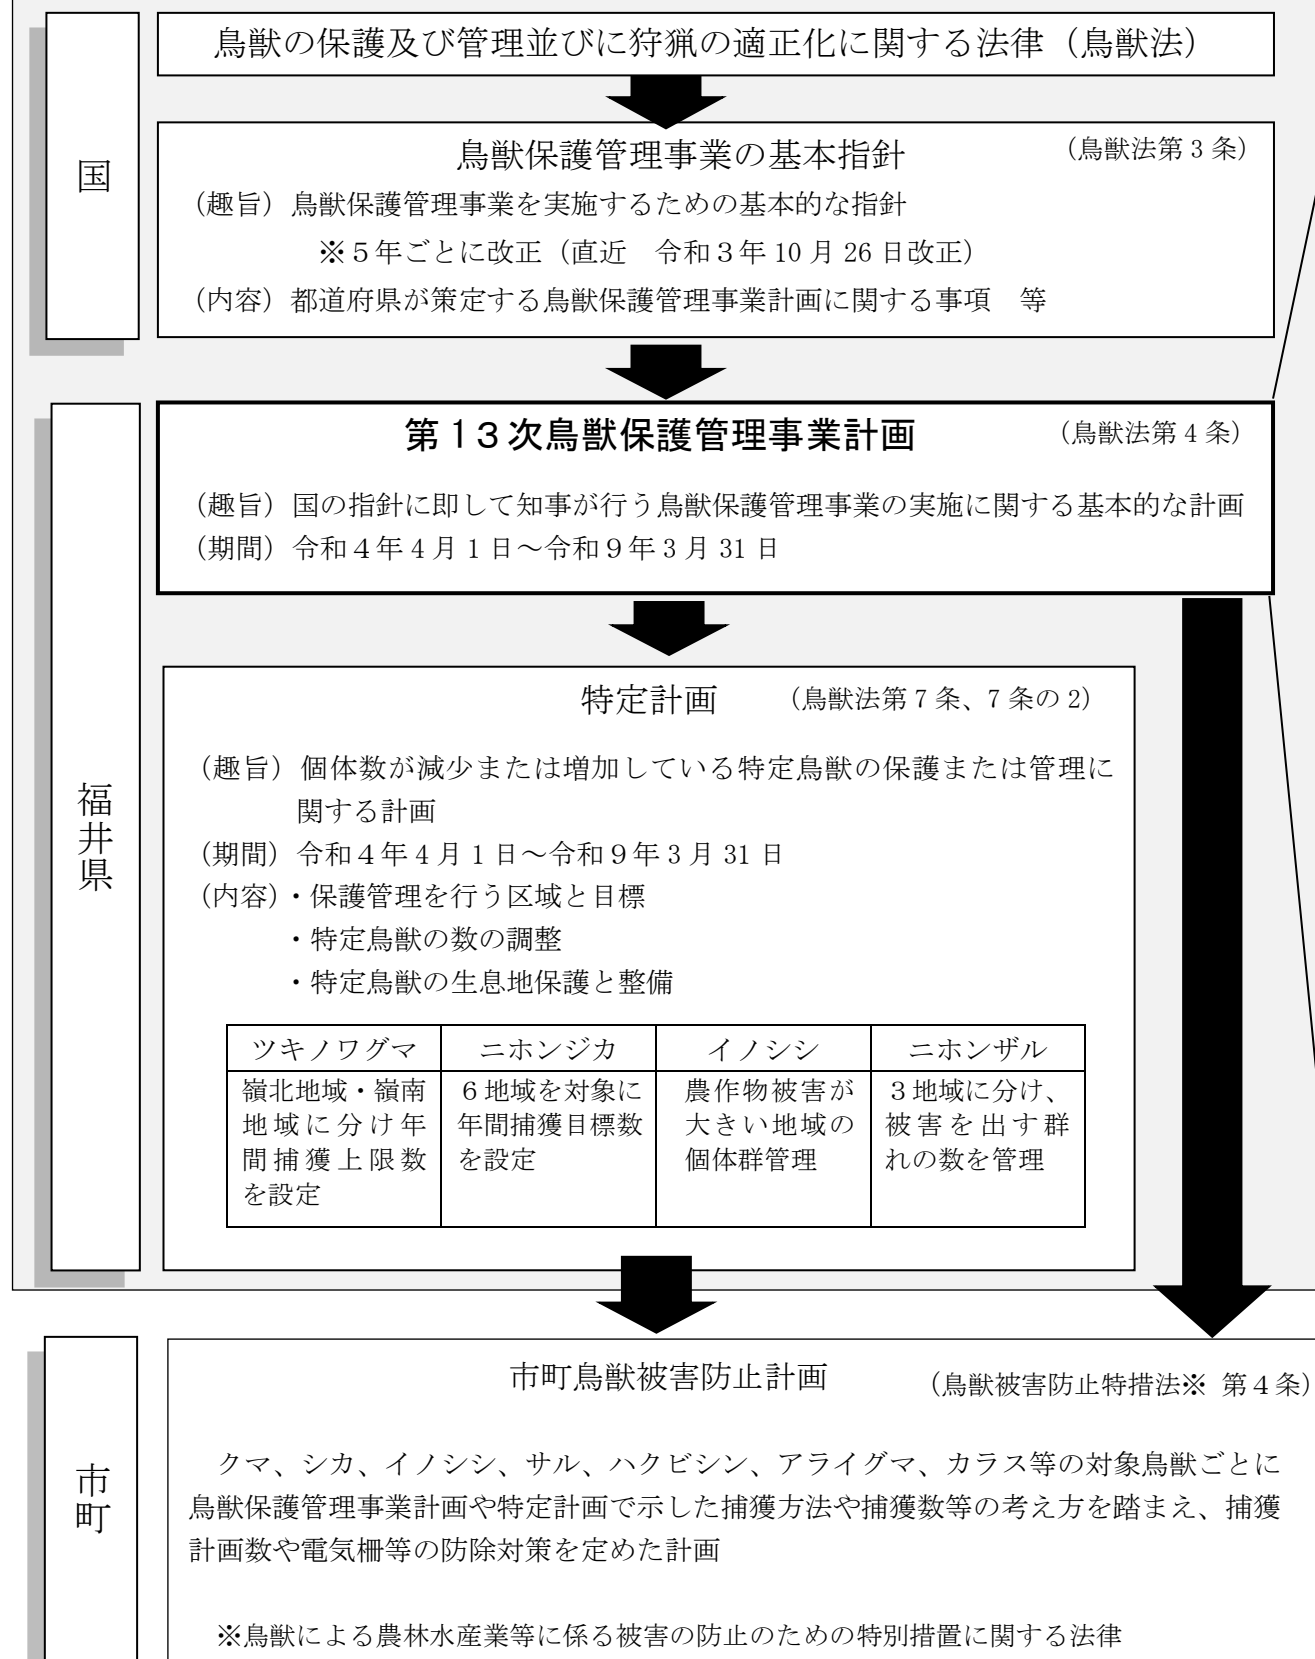 国
鳥獣の保護及び管理並びに狩猟の適正化に関する法律（鳥獣法）
鳥獣保護管理事業の基本指針　（鳥獣法第３条）
（趣旨）鳥獣保護管理事業を実施するための基本的な指針
※５年ごとに改正（直近　令和３年 10 月 26 日改正）
（内容）都道府県が策定する鳥獣保護管理事業計画に関する事項　等
福井県
第１３次鳥獣保護管理事業計画　（鳥獣法第４条）
（趣旨）国の指針に即して知事が行う鳥獣保護管理事業の実施に関する基本的な計画
（期間）令和４年４月１日～令和９年３月 31 日
特定計画　（鳥獣法第７条、７条の２）
（趣旨）個体数が減少または増加している特定鳥獣の保護または管理に
関する計画
（期間）令和４年４月１日～令和９年３月 31 日
（内容）・保護管理を行う区域と目標
・特定鳥獣の数の調整
・特定鳥獣の生息地保護と整備
ツキノワグマ
嶺北地域・嶺南
地域に分け年
間捕獲上限数
を設定
ニホンジカ
６地域を対象に
年間捕獲目標数
を設定
イノシシ
農作物被害が
大きい地域の
個体群管理
ニホンザル
３地域に分け、
被害を出す群
れの数を管理
市町
市町鳥獣被害防止計画　（鳥獣被害防止特措法※ 第４条）
クマ、シカ、イノシシ、サル、ハクビシン、アライグマ、カラス等の対象鳥獣ごとに
鳥獣保護管理事業計画や特定計画で示した捕獲方法や捕獲数等の考え方を踏まえ、捕獲
計画数や電気柵等の防除対策を定めた計画
※鳥獣による農林水産業等に係る被害の防止のための特別措置に関する法律